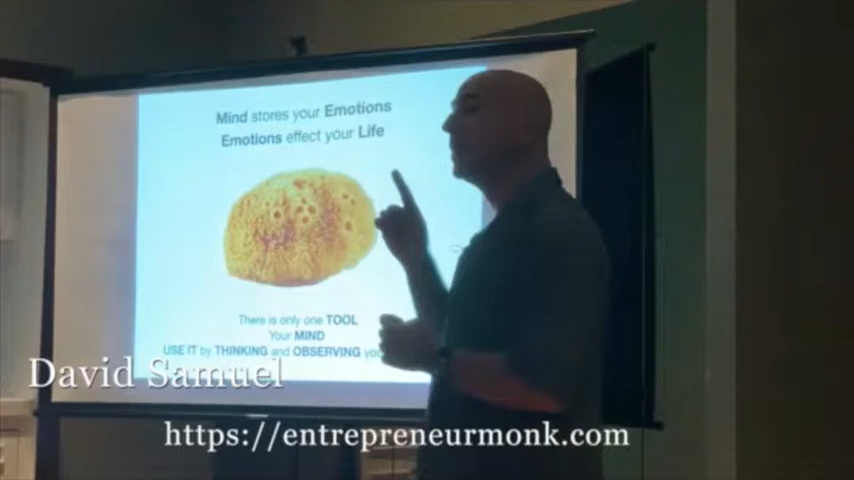 Mind stores your Emotions
Emotions effect your Life
There is only one TOOL
Your MIND
USE IT by THINKING and OBSERVING
David Samuel
https://entrepreneurmonk.com